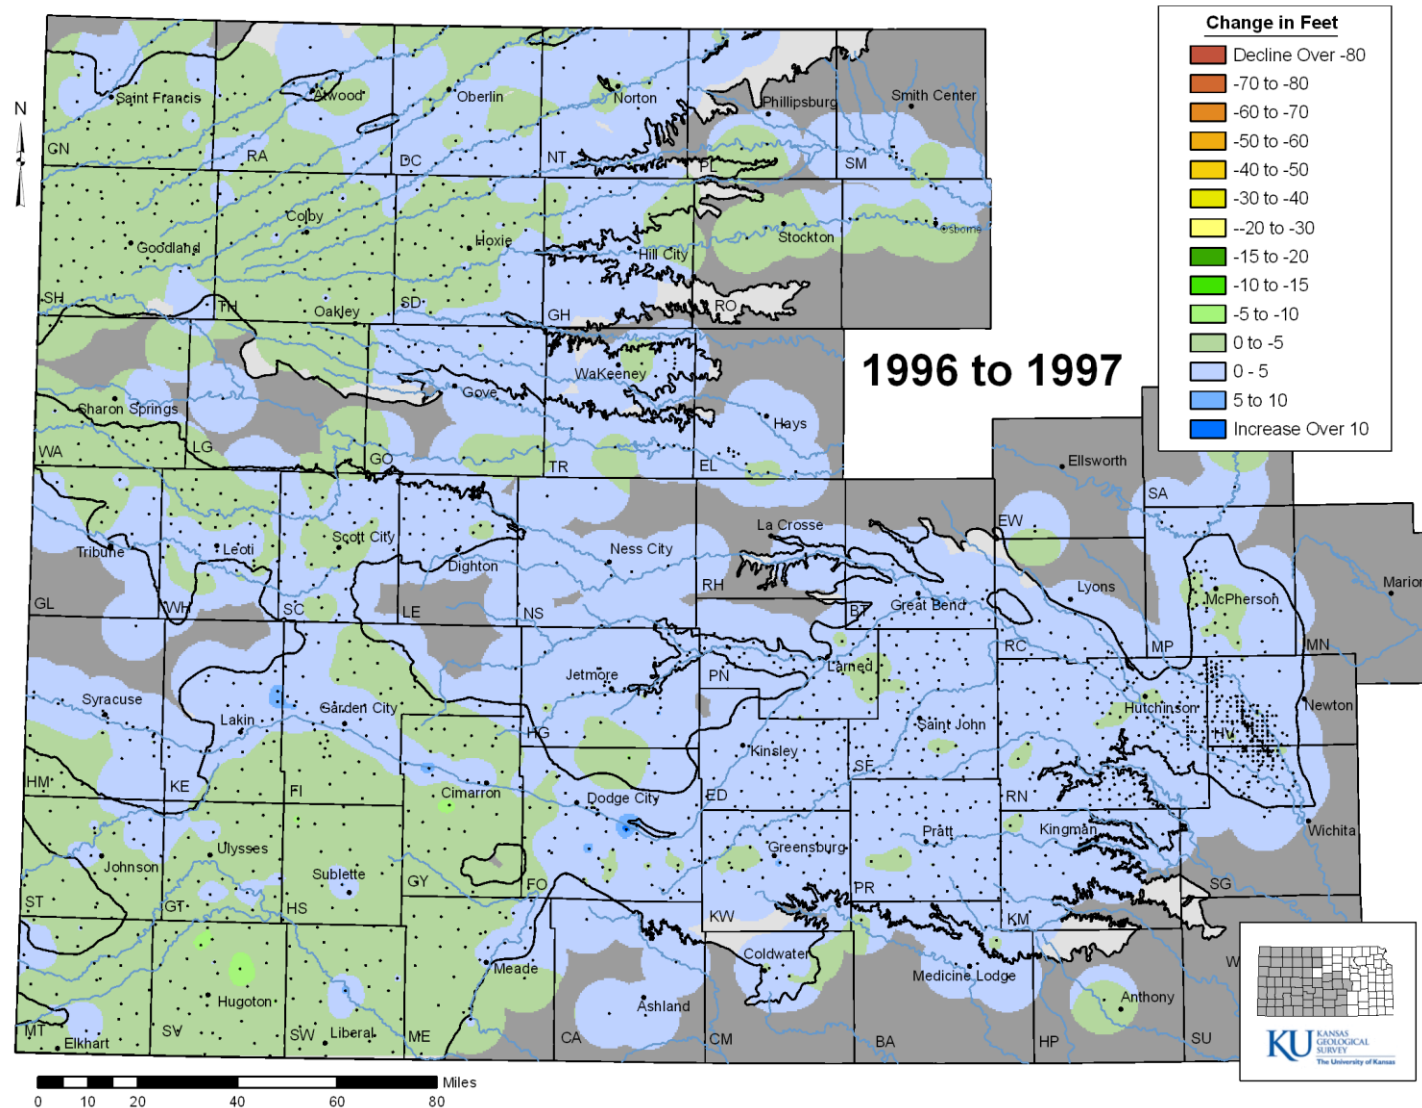 Change in Feet
Decline Over -80
-70 to -80
-60 to -70
-50 to -60
-40 to -50
-30 to -40
--20 to -30
-15 to -20
-10 to -15
-5 to -10
0 to -5
0 - 5
5 to 10
Increase Over 10
N
1996 to 1997
Saint Francis
Atwood
Oberlin
Norton
Phillipsburg
Smith Center
GN
RA
DC
NT
PL
SM
Goodland
Colby
Hoxie
Hill City
Stockton
Osborne
SH
TH
Oakley
SD
GH
RO
Sharon Springs
Gove
WaKeeney
Hays
WA
LG
GO
TR
EL
Ellsworth
SA
EW
Tribune
Leoti
Scott City
Dighton
Ness City
La Crosse
Great Bend
Lyons
McPherson
Marion
GL
WH
SC
LE
NS
RH
BT
RC
MP
MN
Syracuse
Lakin
Garden City
Jetmore
PN
Larned
Saint John
Hutchinson
Newton
HG
Kinsley
SF
HV
HM
KE
FI
Cimarron
Dodge City
ED
RN
Johnson
Ulysses
Sublette
Greensburg
Pratt
Kingman
Wichita
ST
GT
HS
GY
FO
KW
PR
KM
SG
Meade
Coldwater
Medicine Lodge
W
Hugoton
Ashland
Anthony
MT
Elkhart
SV
SW
Liberal
ME
CA
CM
BA
HP
SU
KU
KANSAS
GEOLOGICAL
SURVEY
The University of Kansas
Miles
0 10 20 40 60 80